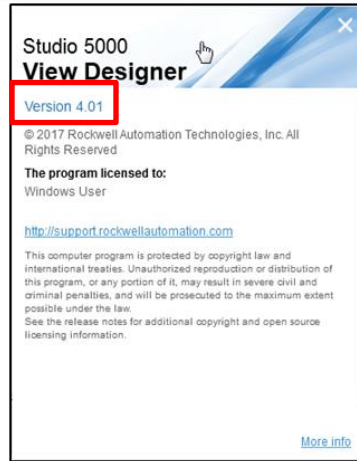 Studio 5000
View Designer
Version 4.01
© 2017 Rockwell Automation Technologies, Inc. All
Rights Reserved
The program licensed to:
Windows User
http://support.rockwellautomation.com
This computer program is protected by copyright law and
international treaties. Unauthorized reproduction or distribution of
this program, or any portion of it, may result in severe civil and
criminal penalties, and will be prosecuted to the maximum extent
possible under the law.
See the release notes for additional copyright and open source
licensing information.
More info